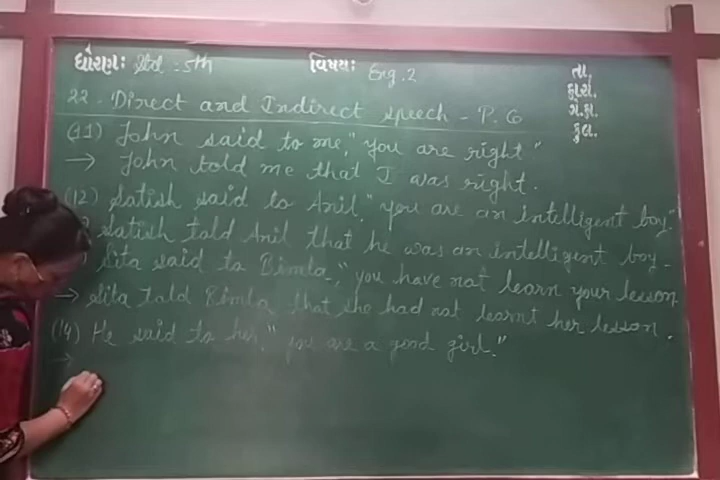 ધોરણઃ Std : 5th વિષયઃ Eng. 2 તા.
22 - Direct and Indirect speech - P. 6 કુ.સં.
ગે.હા.
(11) John said to me, "you are right" કુલ.
→ John told me that I was right.
(12) Satish said to Anil, "you are an intelligent boy".
Satish told Anil that he was an intelligent boy -
) Sita said to Bimla, "you have not learn your lesson
→ Sita told Bimla that she had not learnt her lesson.
(14) He said to her, "you are a good girl."
→